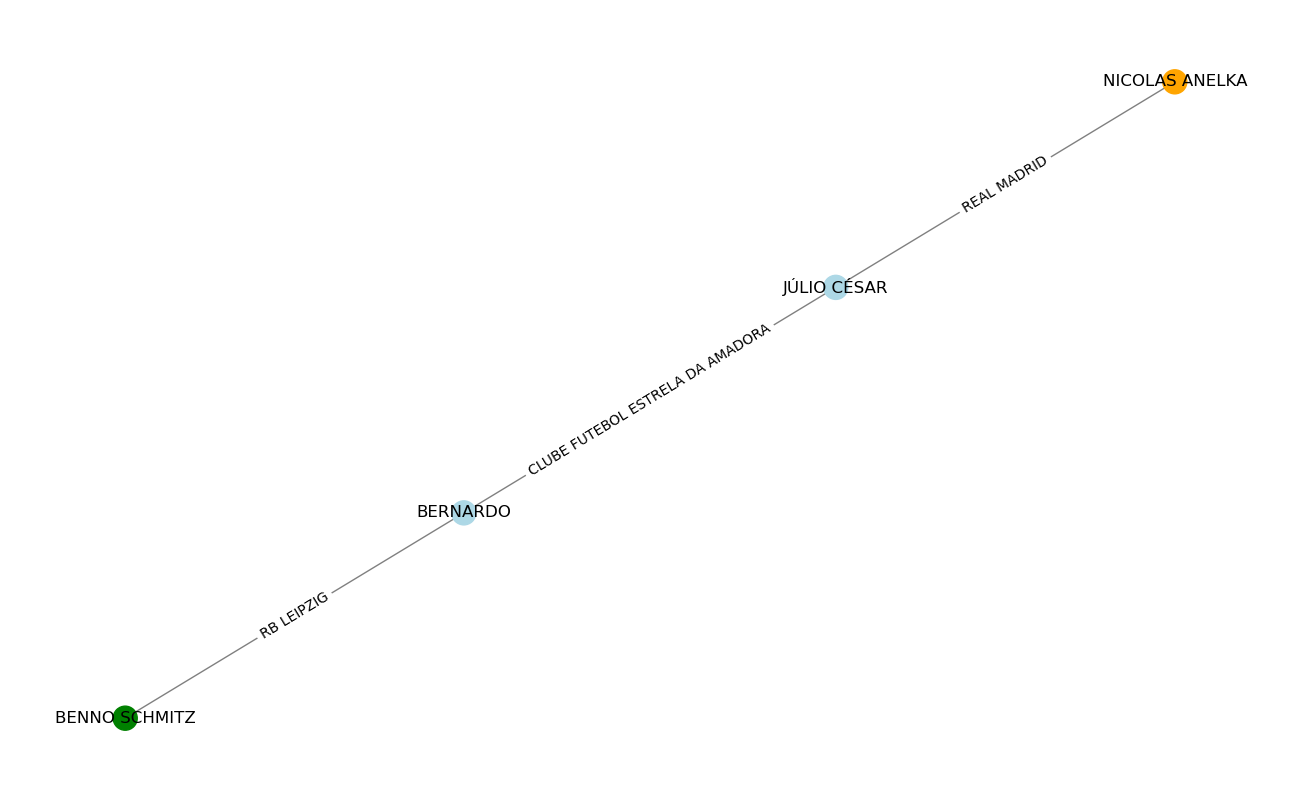 NICOLAS ANELKA
REAL MADRID
JÚLIO CÉSAR
CLUBE FUTEBOL ESTRELA DA AMADORA
BERNARDO
RB LEIPZIG
BENNO SCHMITZ